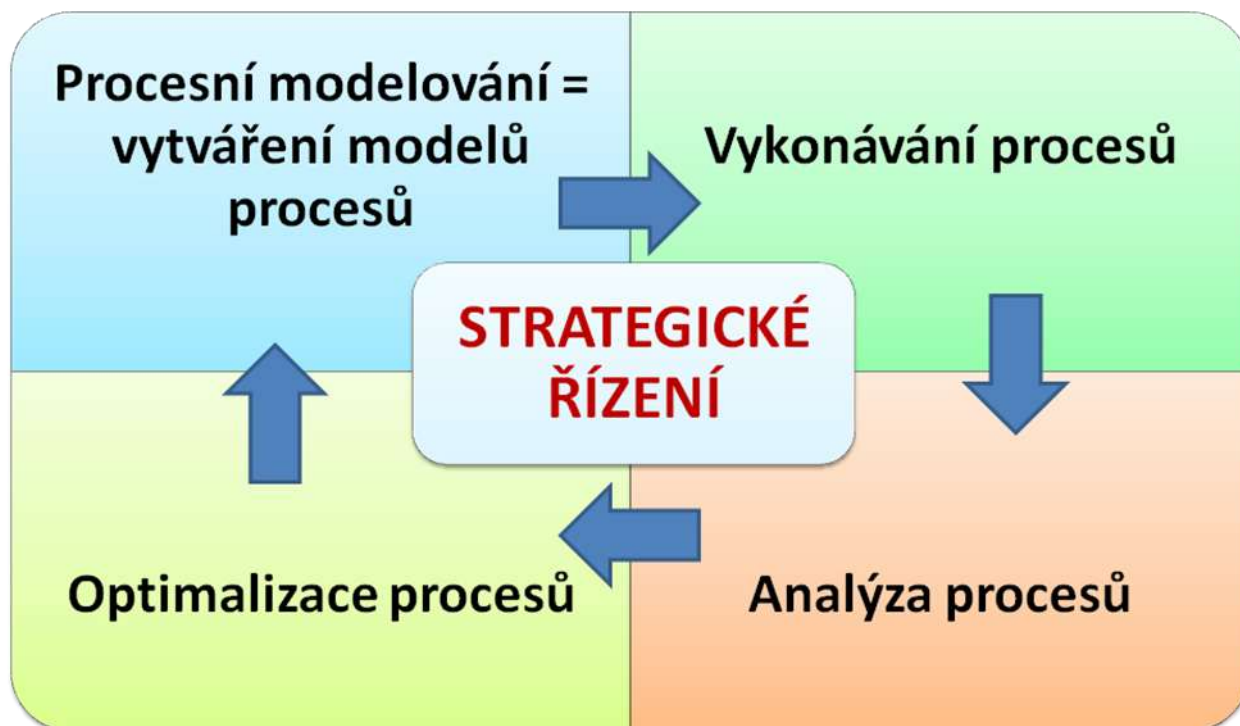 Procesní modelování =
vytváření modelů
procesů
Vykonávání procesů
STRATEGICKÉ
ŘÍZENÍ
Optimalizace procesů
Analýza procesů